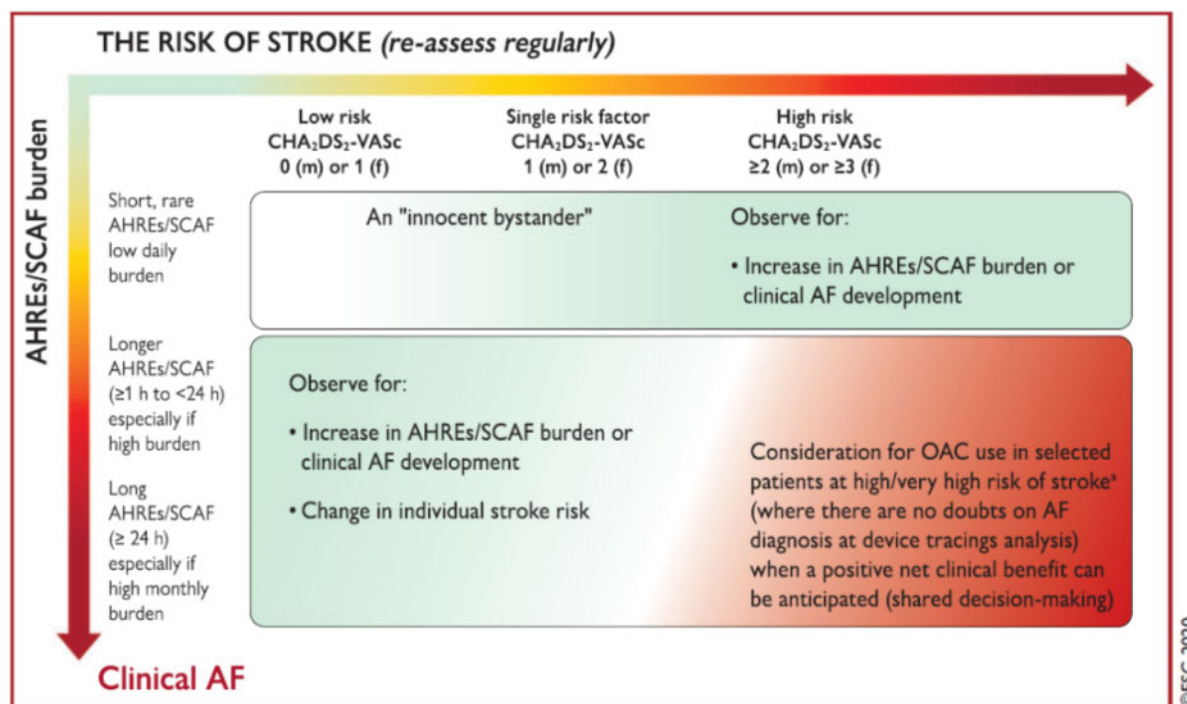 THE RISK OF STROKE (re-assess regularly)
AHREs/SCAF burden
Low risk
CHA₂DS₂-VASc
0 (m) or 1 (f)
Single risk factor
CHA₂DS₂-VASc
1 (m) or 2 (f)
High risk
CHA₂DS₂-VASc
≥2 (m) or ≥3 (f)
Short, rare
AHREs/SCAF
low daily
burden
An "innocent bystander"
Observe for:
• Increase in AHREs/SCAF burden or
clinical AF development
Longer
AHREs/SCAF
(≥1 h to <24 h)
especially if
high burden
Long
AHREs/SCAF
(≥ 24 h)
especially if
high monthly
burden
Observe for:
• Increase in AHREs/SCAF burden or
clinical AF development
• Change in individual stroke risk
Consideration for OAC use in selected
patients at high/very high risk of strokeᵃ
(where there are no doubts on AF
diagnosis at device tracings analysis)
when a positive net clinical benefit can
be anticipated (shared decision-making)
Clinical AF
©ESC 2020